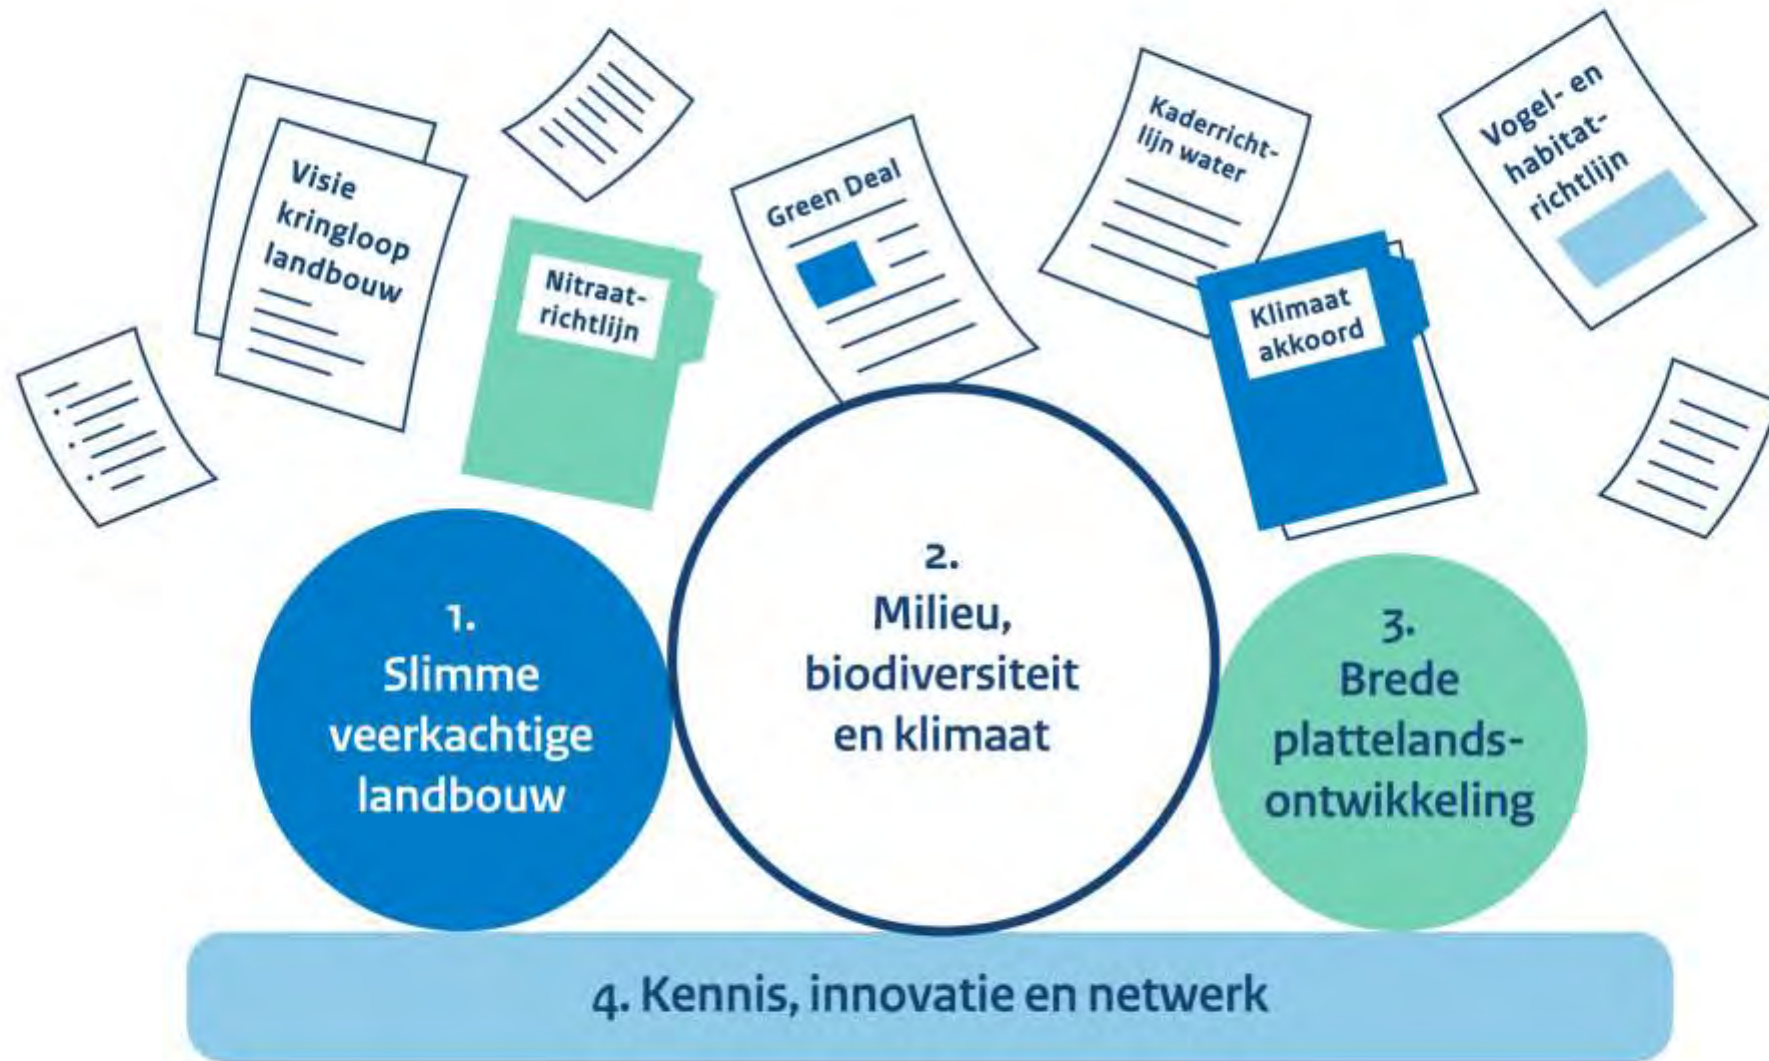 Visie
kringloop
landbouw
Nitraat-
richtlijn
Green Deal
Kaderricht-
lijn water
Klimaat
akkoord
Vogel- en
habitat-
richtlijn
1.
Slimme
veerkachtige
landbouw
2.
Milieu,
biodiversiteit
en klimaat
3.
Brede
plattelands-
ontwikkeling
4. Kennis, innovatie en netwerk